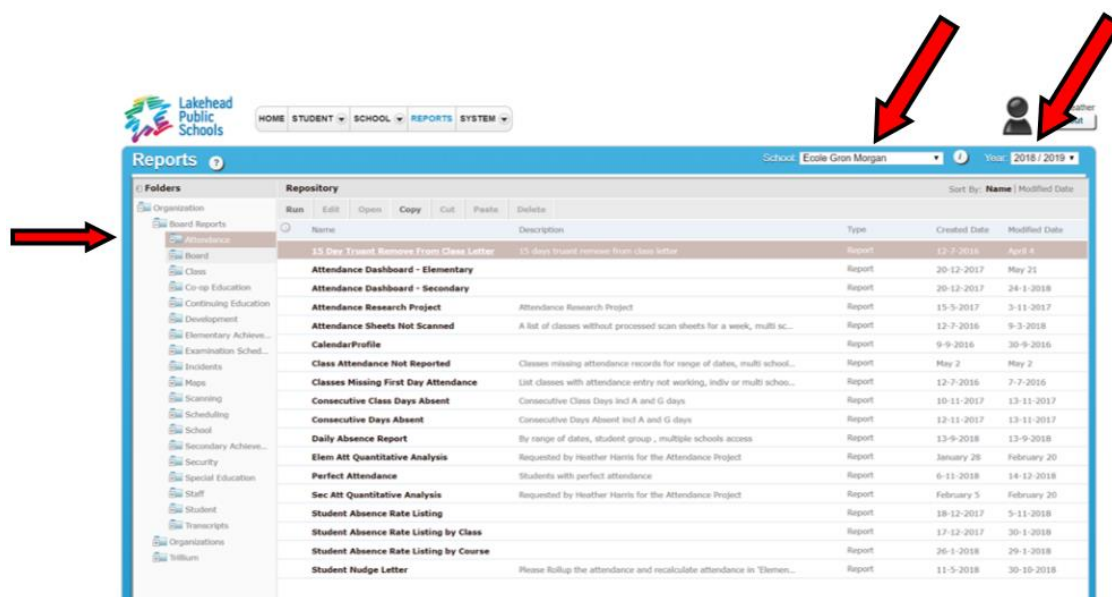 Lakehead
Public
Schools
HOME STUDENT SCHOOL REPORTS SYSTEM
Reports ? School: Ecole Gron Morgan i Year: 2018 / 2019
Folders
Organization
Board Reports
Attendance
Board
Class
Co-op Education
Continuing Education
Development
Elementary Achieve...
Examination Sched...
Incidents
Maps
Scanning
Scheduling
School
Secondary Achieve...
Security
Special Education
Staff
Student
Transcripts
Organizations
Trillium
Repository Sort By: Name | Modified Date
Run Edit Open Copy Cut Paste Delete
Name Description Type Created Date Modified Date
15 Day Truant Remove From Class Letter 15 days truant remove from class letter Report 12-7-2016 April 4
Attendance Dashboard - Elementary Report 20-12-2017 May 21
Attendance Dashboard - Secondary Report 20-12-2017 24-1-2018
Attendance Research Project Attendance Research Project Report 15-5-2017 3-11-2017
Attendance Sheets Not Scanned A list of classes without processed scan sheets for a week, multi sc... Report 12-7-2016 9-3-2018
CalendarProfile Report 9-9-2016 30-9-2016
Class Attendance Not Reported Classes missing attendance records for range of dates, multi school... Report May 2 May 2
Classes Missing First Day Attendance List classes with attendance entry not working, indiv or multi schoo... Report 12-7-2016 7-7-2016
Consecutive Class Days Absent Consecutive Class Days incl A and G days Report 10-11-2017 13-11-2017
Consecutive Days Absent Consecutive Days Absent incl A and G days Report 12-11-2017 13-11-2017
Daily Absence Report By range of dates, student group , multiple schools access Report 13-9-2018 13-9-2018
Elem Att Quantitative Analysis Requested by Heather Harris for the Attendance Project Report January 28 February 20
Perfect Attendance Students with perfect attendance Report 6-11-2018 14-12-2018
Sec Att Quantitative Analysis Requested by Heather Harris for the Attendance Project Report February 5 February 20
Student Absence Rate Listing Report 18-12-2017 5-11-2018
Student Absence Rate Listing by Class Report 17-12-2017 30-1-2018
Student Absence Rate Listing by Course Report 26-1-2018 29-1-2018
Student Nudge Letter Please Rollup the attendance and recalculate attendance in 'Elemen... Report 11-5-2018 30-10-2018